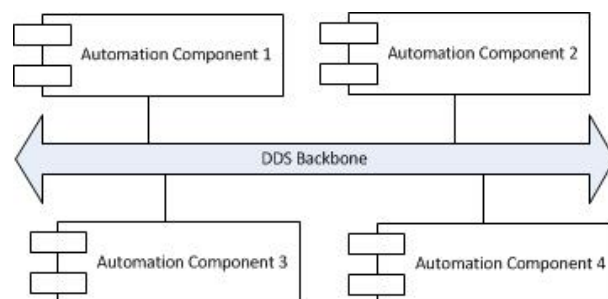 Automation Component 1
Automation Component 2
DDS Backbone
Automation Component 3
Automation Component 4